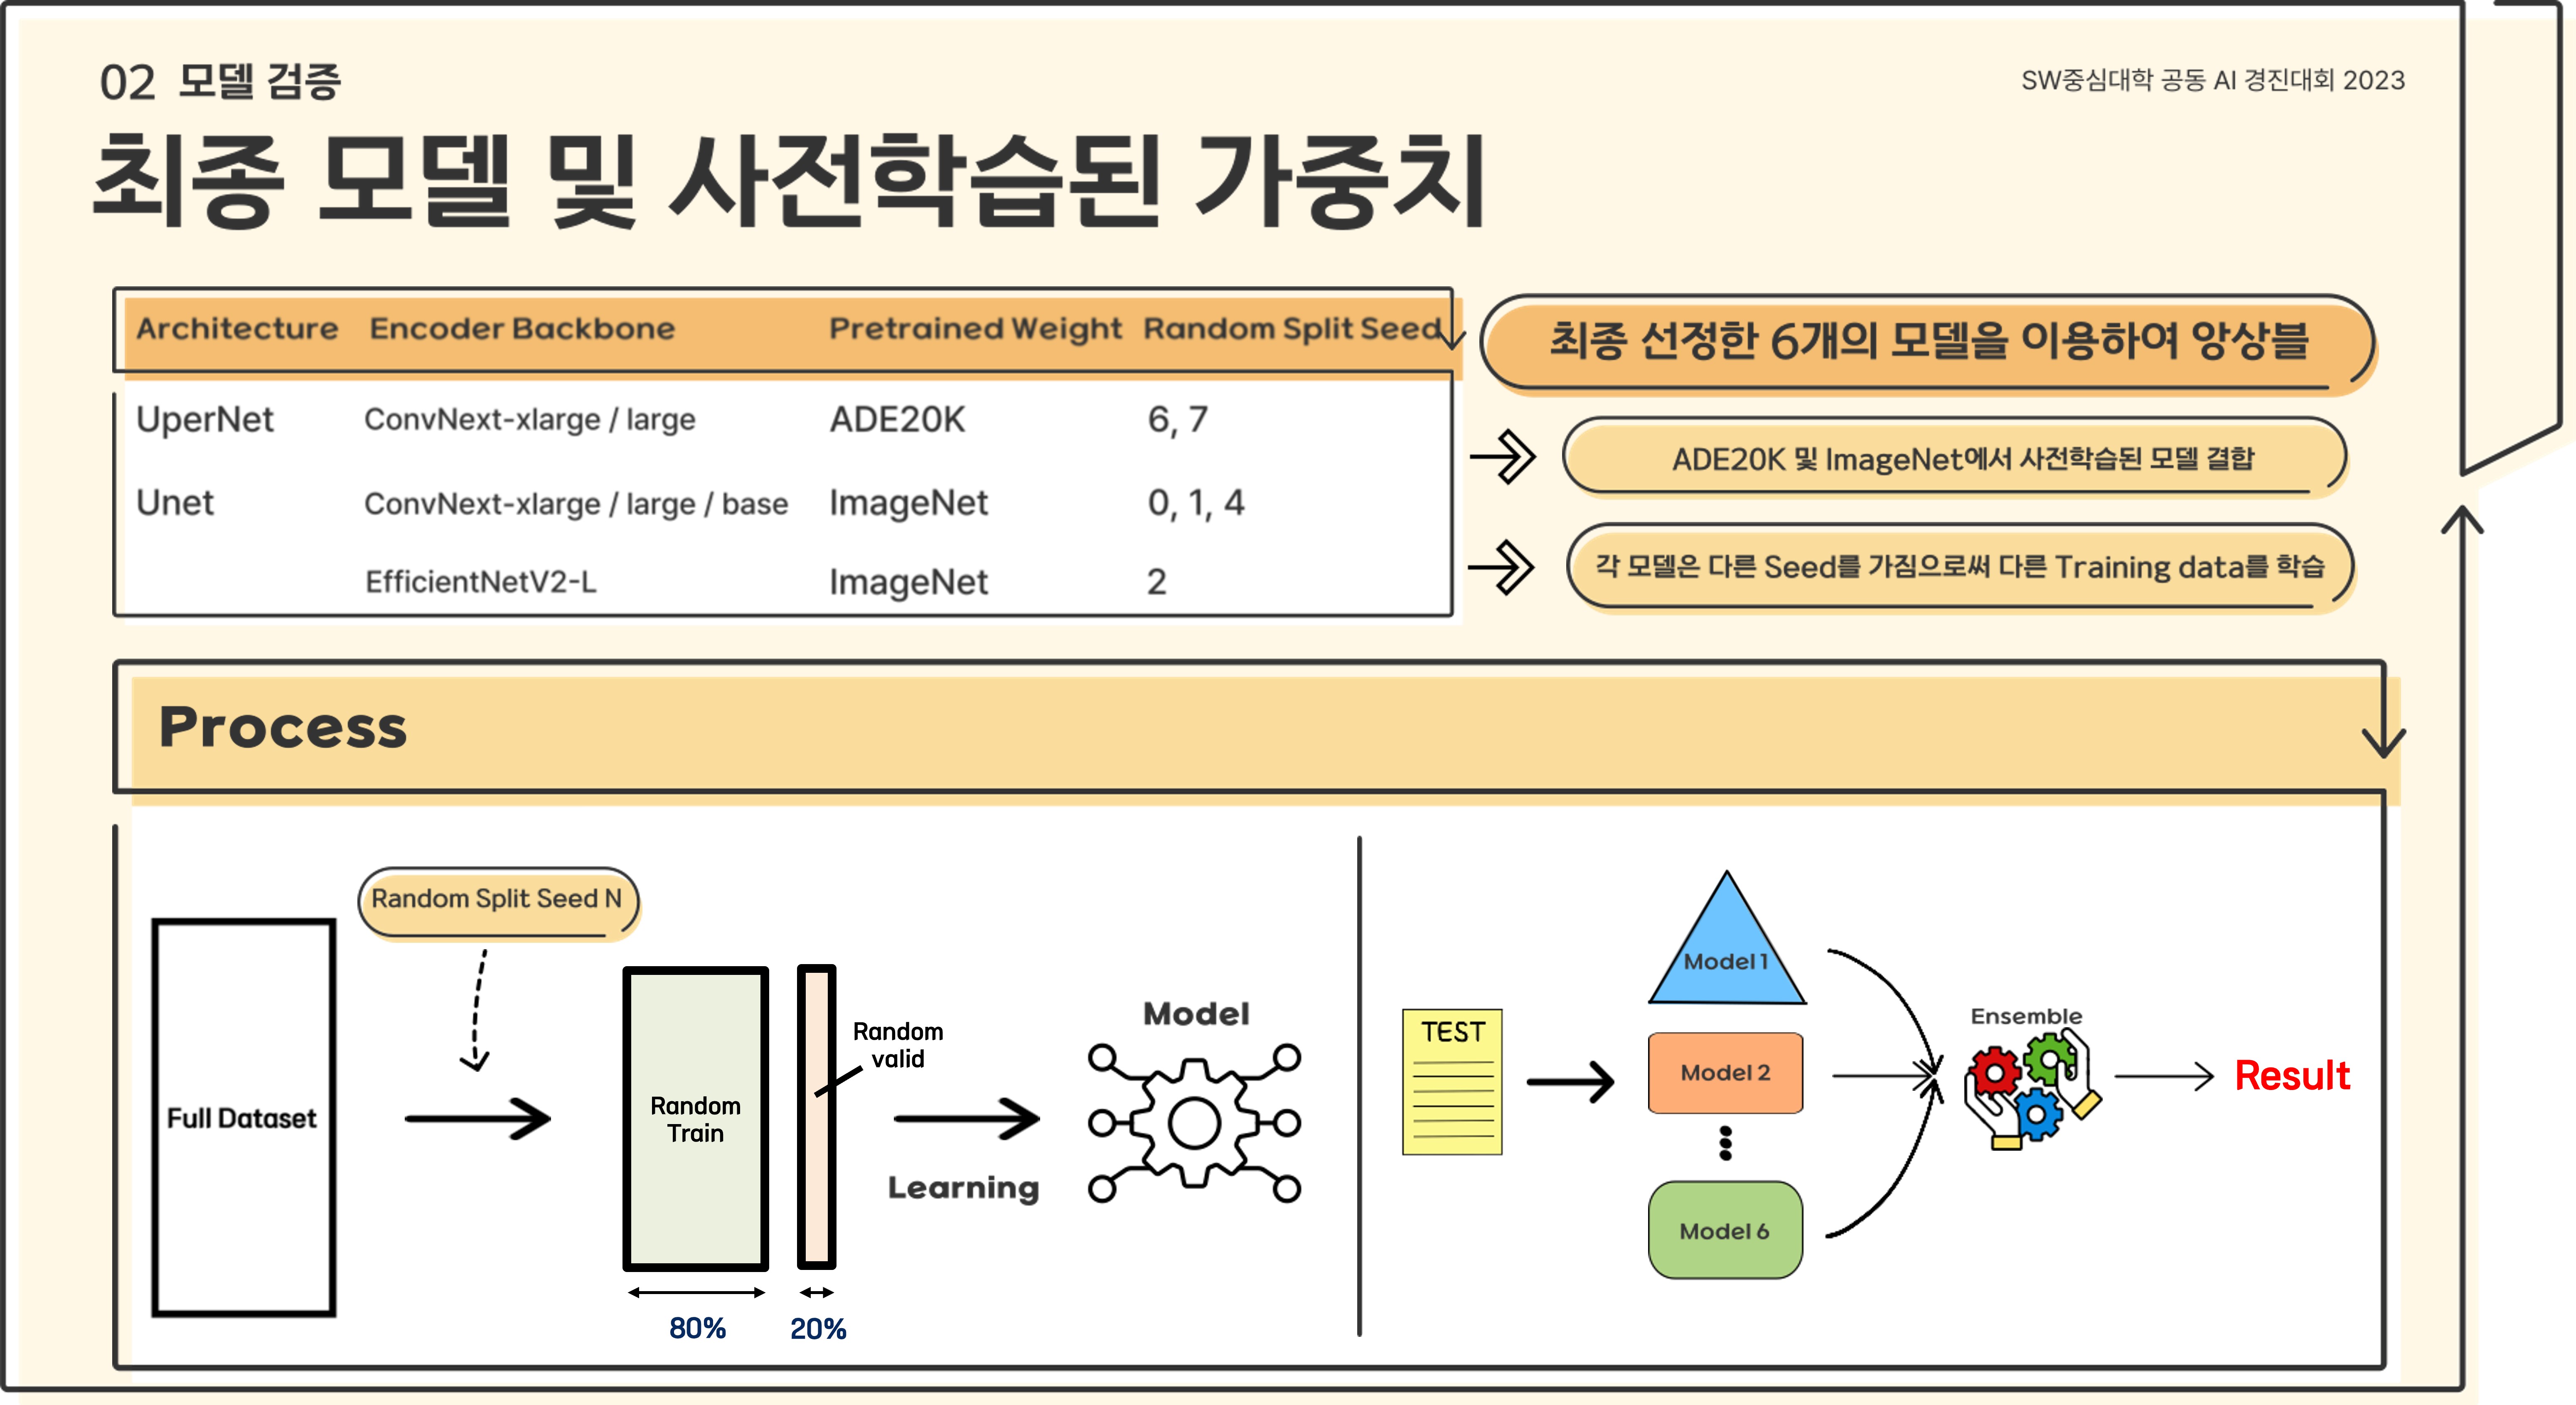 02 모델 검증
SW중심대학 공동 AI 경진대회 2023
최종 모델 및 사전학습된 가중치
Architecture Encoder Backbone Pretrained Weight Random Split Seed
UperNet ConvNext-xlarge / large ADE20K 6, 7
Unet ConvNext-xlarge / large / base ImageNet 0, 1, 4
EfficientNetV2-L ImageNet 2
최종 선정한 6개의 모델을 이용하여 앙상블
ADE20K 및 ImageNet에서 사전학습된 모델 결합
각 모델은 다른 Seed를 가짐으로써 다른 Training data를 학습
Process
Full Dataset
Random Split Seed N
Random
Train
80%
Random
valid
20%
Learning
Model
TEST
Model 1
Model 2
Model 6
Ensemble
Result